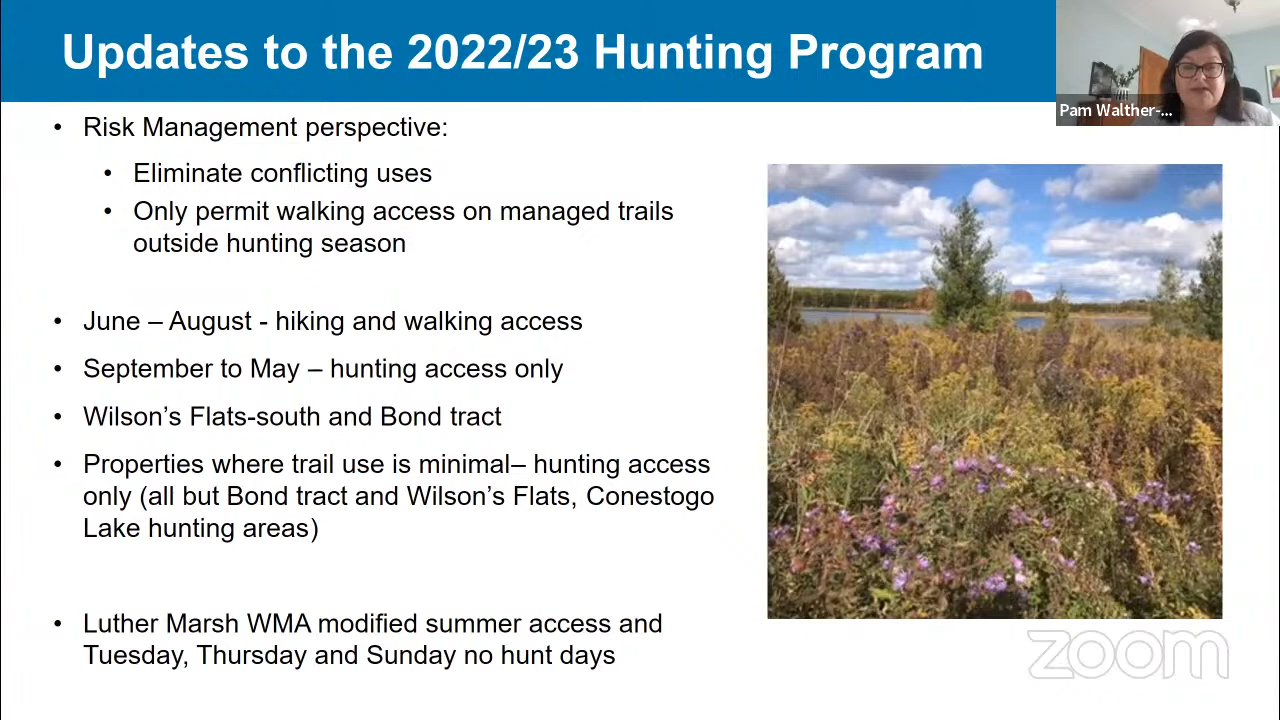 Updates to the 2022/23 Hunting Program
Pam Walther-...
• Risk Management perspective:
• Eliminate conflicting uses
• Only permit walking access on managed trails
outside hunting season
• June – August - hiking and walking access
• September to May – hunting access only
• Wilson’s Flats-south and Bond tract
• Properties where trail use is minimal– hunting access
only (all but Bond tract and Wilson’s Flats, Conestogo
Lake hunting areas)
• Luther Marsh WMA modified summer access and
Tuesday, Thursday and Sunday no hunt days
zoom